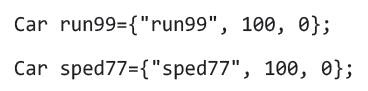 Car run99={"run99", 100, 0};
Car sped77={"sped77", 100, 0};